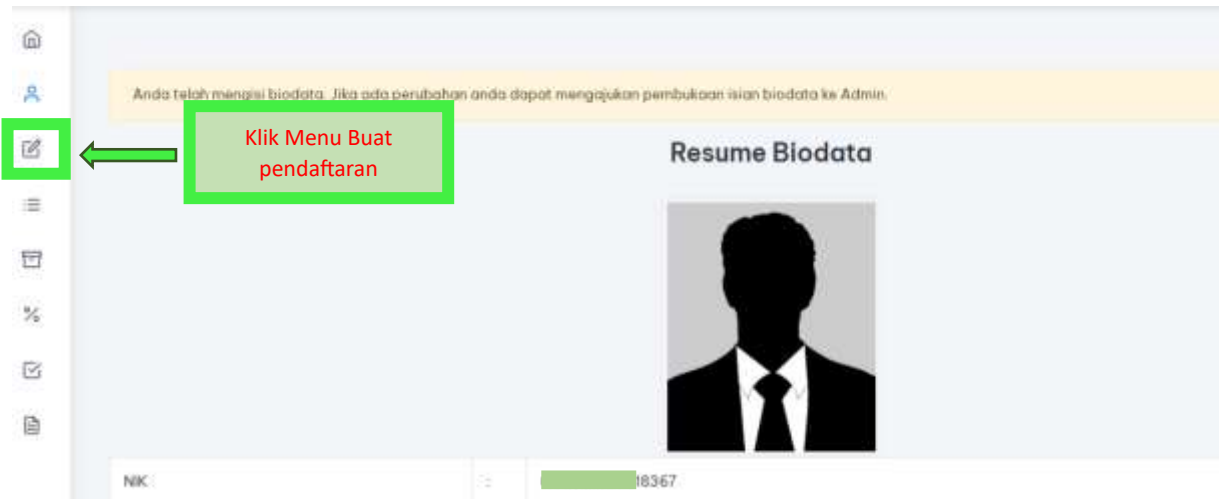 Anda telah mengisi biodata. Jika ada perubahan anda dapat mengajukan pembukaan isian biodata ke Admin.
Klik Menu Buat
pendaftaran
Resume Biodata
NIK : 18367